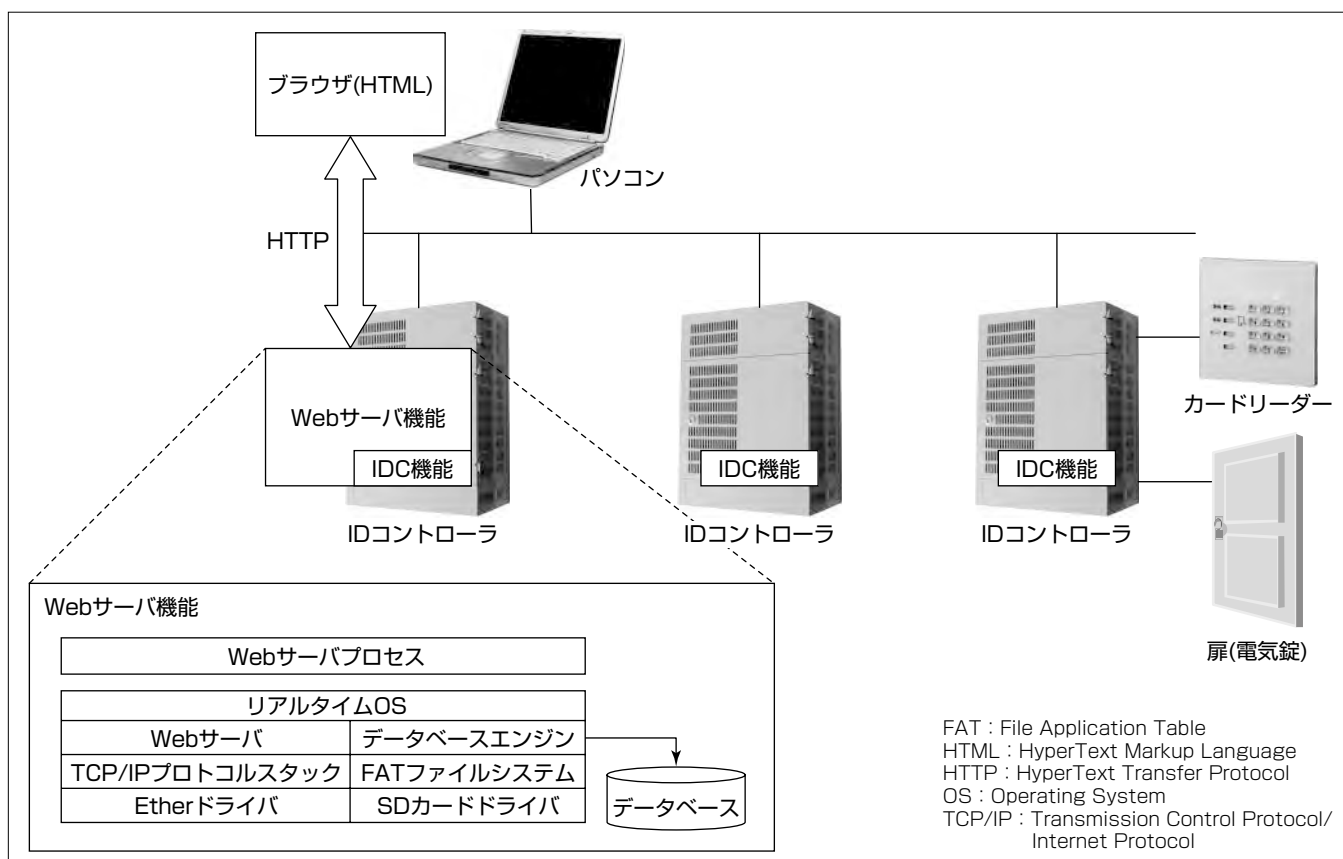 ブラウザ(HTML)
パソコン
HTTP
Webサーバ機能
IDC機能
IDC機能
IDC機能
カードリーダー
IDコントローラ
IDコントローラ
IDコントローラ
扉(電気錠)
Webサーバ機能
Webサーバプロセス
リアルタイムOS
Webサーバ
データベースエンジン
TCP/IPプロトコルスタック
FATファイルシステム
Etherドライバ
SDカードドライバ
データベース
FAT：File Application Table
HTML：HyperText Markup Language
HTTP：HyperText Transfer Protocol
OS：Operating System
TCP/IP：Transmission Control Protocol/
Internet Protocol